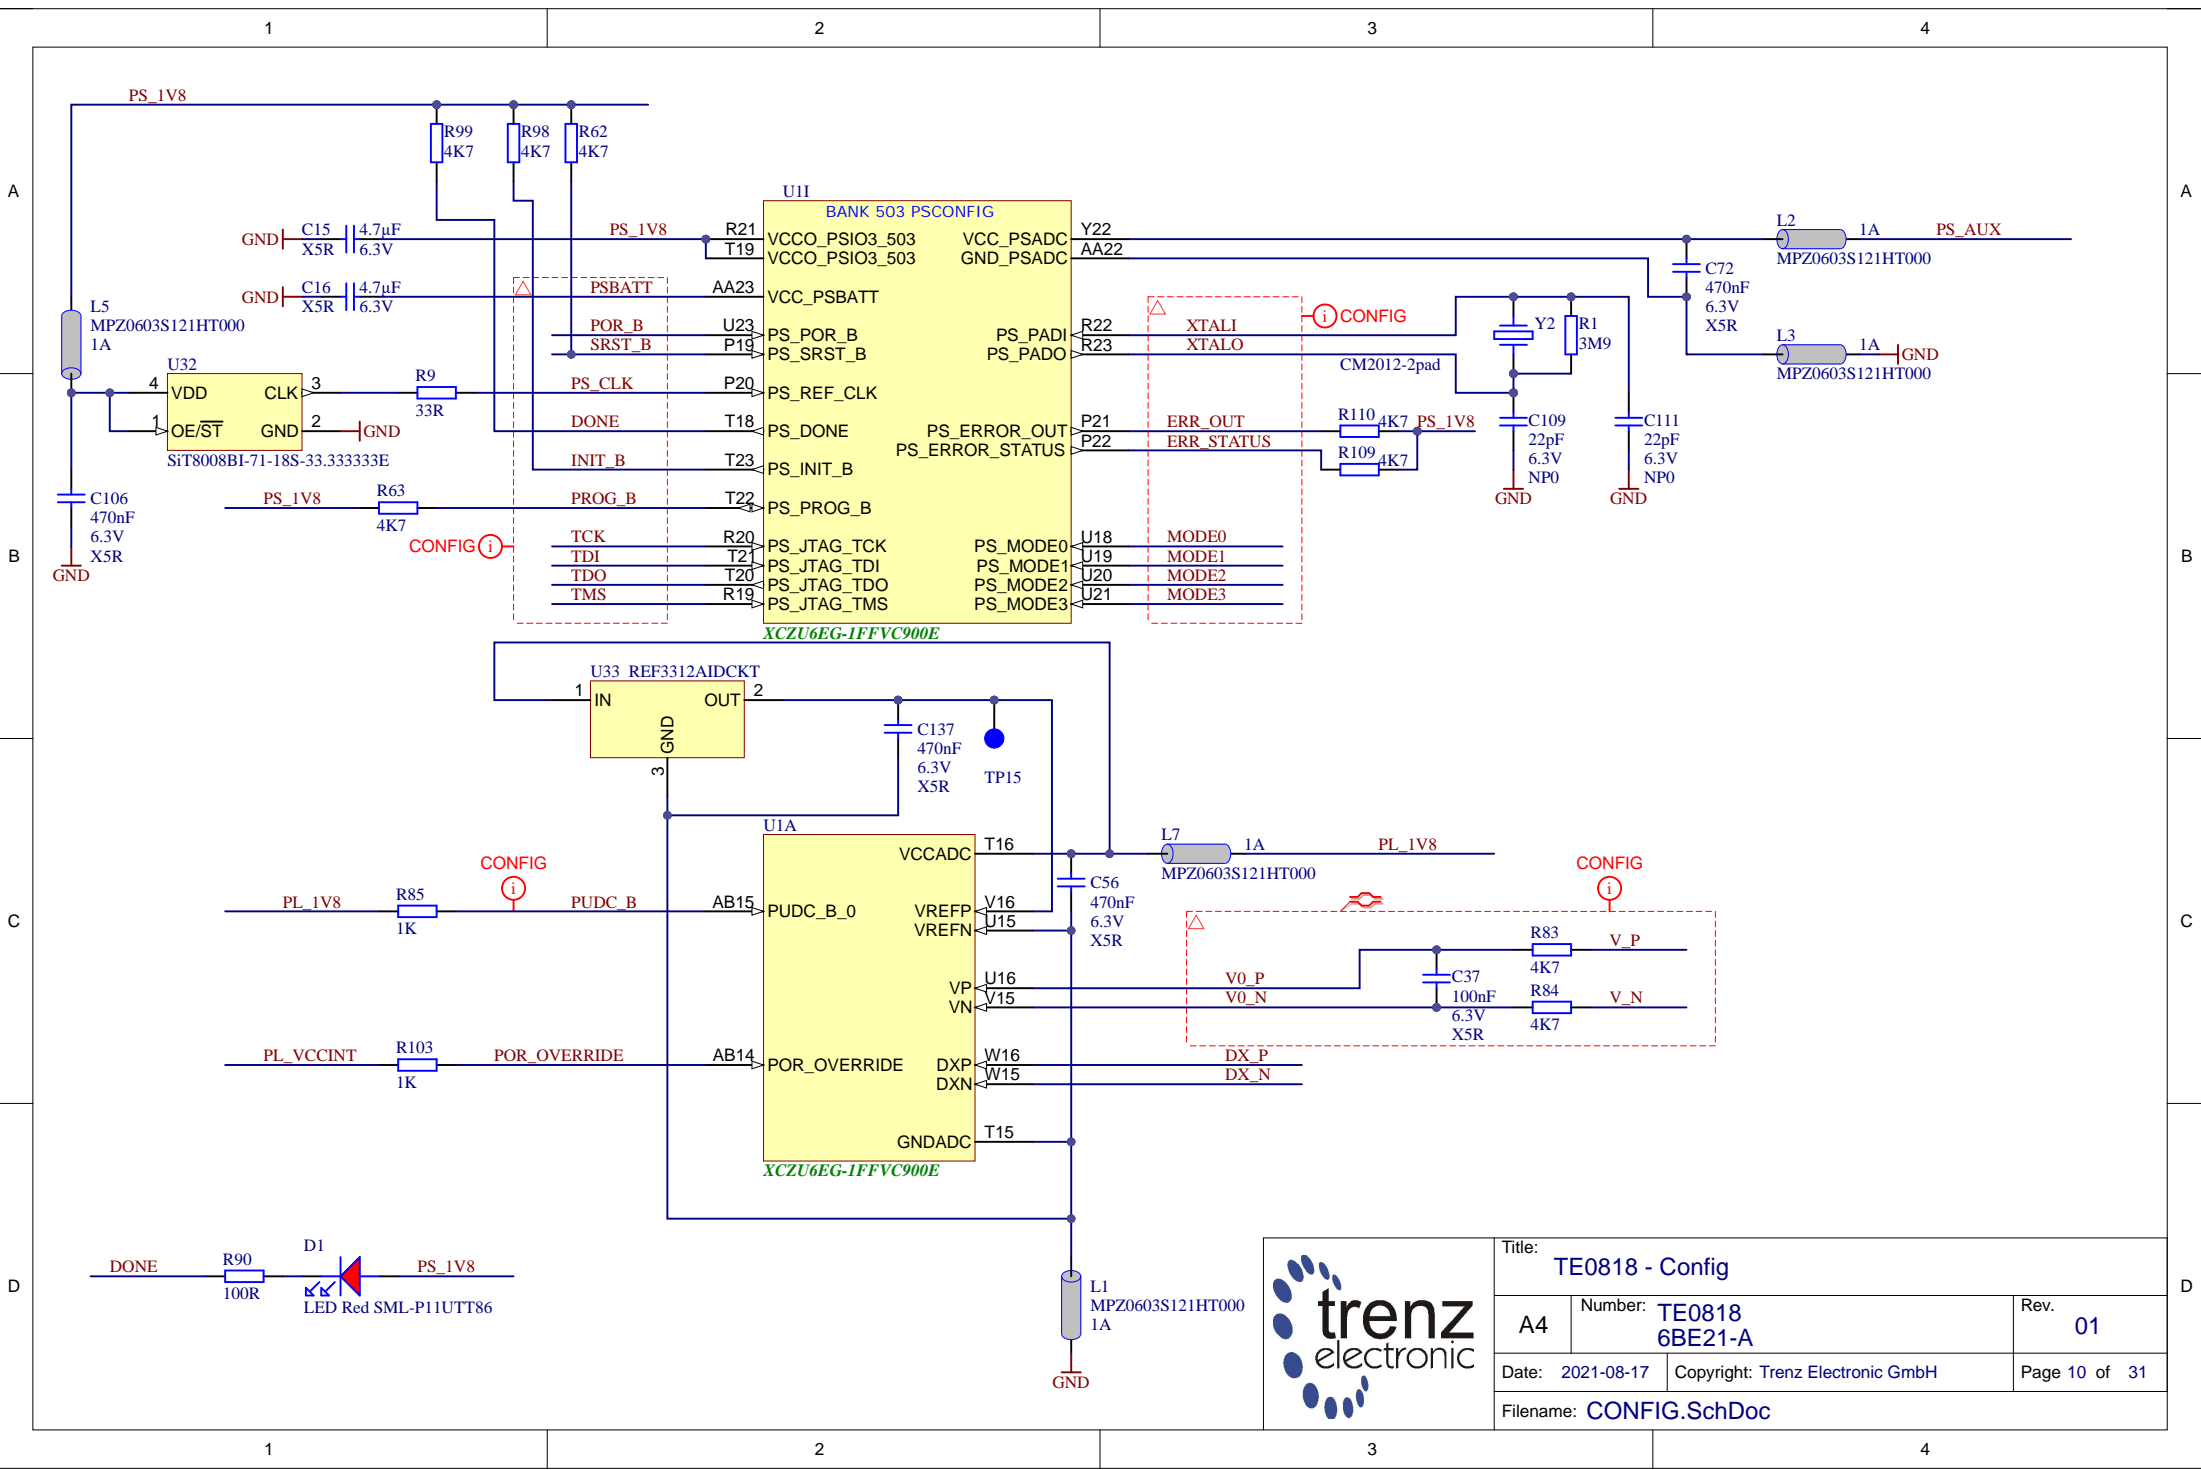 1 2 3 4
A
B
C
D
A
B
C
D
PS_1V8
R99
4K7
R98
4K7
R62
4K7
GND
C15
X5R
4.7µF
6.3V
PS_1V8
GND
C16
X5R
4.7µF
6.3V
PSBATT
POR_B
SRST_B
L5
MPZ0603S121HT000
1A
U32
4 VDD CLK 3
1 OE/ST GND 2 GND
SiT8008BI-71-18S-33.333333E
R9
33R
PS_CLK
DONE
INIT_B
C106
470nF
6.3V
X5R
GND
PS_1V8
R63
4K7
PROG_B
CONFIG i
TCK
TDI
TDO
TMS
U1I
BANK 503 PSCONFIG
R21 VCCO_PSIO3_503
T19 VCCO_PSIO3_503
AA23 VCC_PSBATT
U23 PS_POR_B
P19 PS_SRST_B
P20 PS_REF_CLK
T18 PS_DONE
T23 PS_INIT_B
T22 PS_PROG_B
R20 PS_JTAG_TCK
T21 PS_JTAG_TDI
T20 PS_JTAG_TDO
R19 PS_JTAG_TMS
VCC_PSADC Y22
GND_PSADC AA22
PS_PADI R22
PS_PADO R23
PS_ERROR_OUT P21
PS_ERROR_STATUS P22
PS_MODE0 U18
PS_MODE1 U19
PS_MODE2 U20
PS_MODE3 U21
XCZU6EG-1FFVC900E
L2
1A
PS_AUX
MPZ0603S121HT000
C72
470nF
6.3V
X5R
L3
1A
GND
MPZ0603S121HT000
i CONFIG
XTALI
XTALO
Y2
CM2012-2pad
R1
3M9
C109
22pF
6.3V
NP0
GND
C111
22pF
6.3V
NP0
GND
ERR_OUT
ERR_STATUS
R110
4K7
PS_1V8
R109
4K7
MODE0
MODE1
MODE2
MODE3
U33 REF3312AIDCKT
1 IN OUT 2
GND
3
C137
470nF
6.3V
X5R
TP15
U1A
VCCADC T16
AB15 PUDC_B_0
VREFP V16
VREFN U15
VP U16
VN V15
AB14 POR_OVERRIDE
DXP W16
DXN W15
GNDADC T15
XCZU6EG-1FFVC900E
CONFIG
i
PL_1V8
R85
1K
PUDC_B
PL_VCCINT
R103
1K
POR_OVERRIDE
L7
1A
PL_1V8
MPZ0603S121HT000
C56
470nF
6.3V
X5R
CONFIG
i
V0_P
V0_N
C37
100nF
6.3V
X5R
R83
4K7
V_P
R84
4K7
V_N
DX_P
DX_N
DONE
R90
100R
D1
PS_1V8
LED Red SML-P11UTT86
L1
MPZ0603S121HT000
1A
GND
trenz
electronic
Title:
TE0818 - Config
A4
Number: TE0818
6BE21-A
Rev.
01
Date: 2021-08-17 Copyright: Trenz Electronic GmbH Page 10 of 31
Filename: CONFIG.SchDoc
1 2 3 4